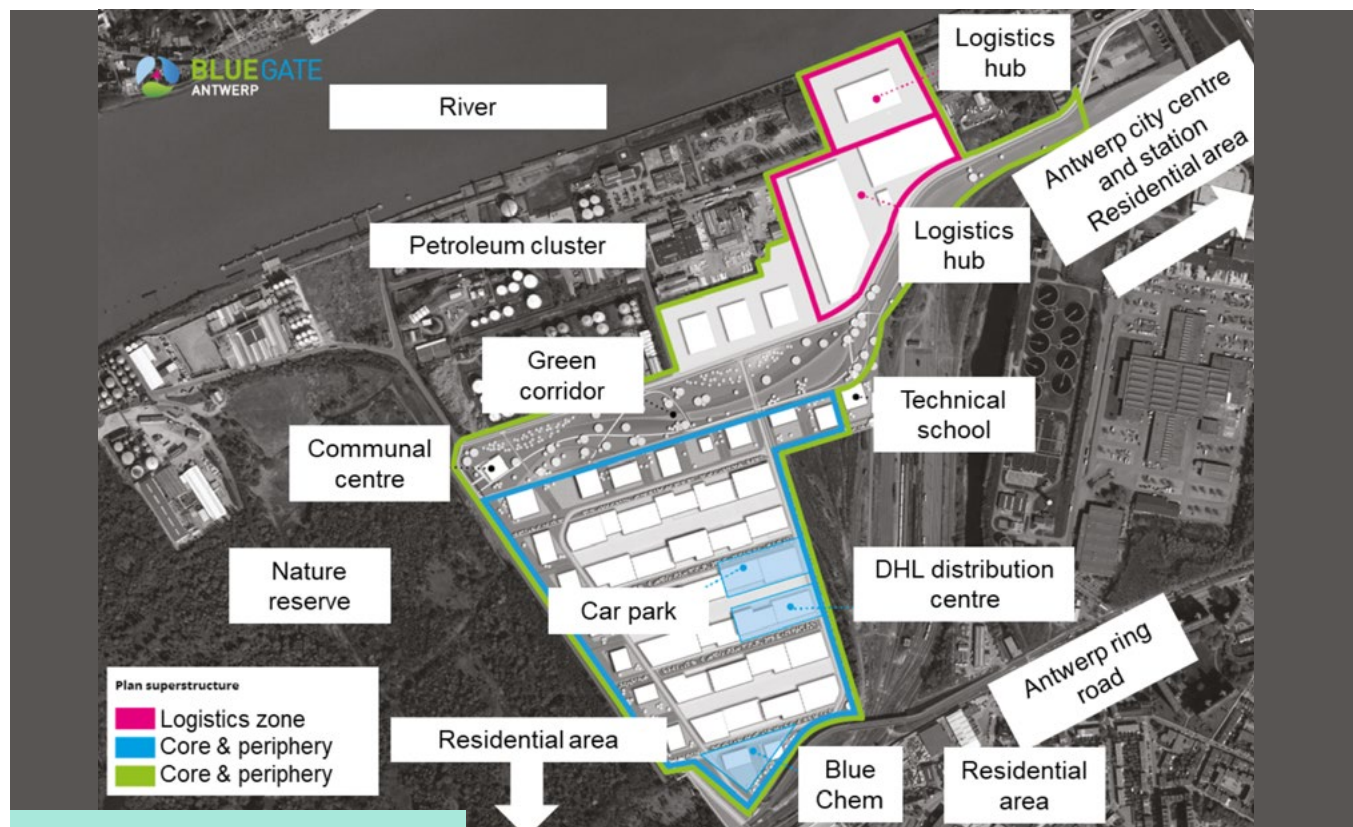 BLUEGATE
ANTWERP
River
Logistics
hub
Antwerp city centre
and station
Residential area
Petroleum cluster
Logistics
hub
Green
corridor
Technical
school
Communal
centre
Nature
reserve
Car park
DHL distribution
centre
Antwerp ring
road
Plan superstructure
Logistics zone
Core & periphery
Core & periphery
Residential area
Blue
Chem
Residential
area